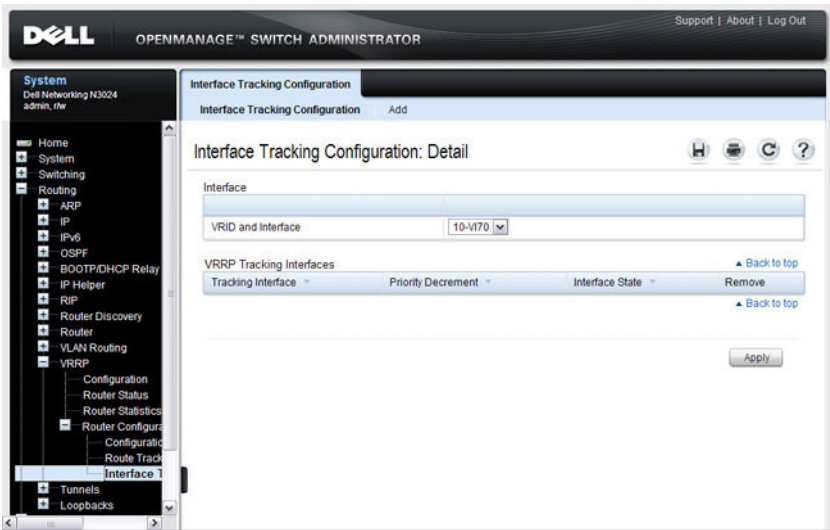 Support | About | Log Out
DELL OPENMANAGE™ SWITCH ADMINISTRATOR
System
Dell Networking N3024
admin, r/w
Home
System
Switching
Routing
ARP
IP
IPv6
OSPF
BOOTP/DHCP Relay
IP Helper
RIP
Router Discovery
Router
VLAN Routing
VRRP
Configuration
Router Status
Router Statistics
Router Configura
Configuratio
Route Track
Interface T
Tunnels
Loopbacks
Interface Tracking Configuration
Interface Tracking Configuration Add
Interface Tracking Configuration: Detail
Interface
VRID and Interface 10-Vl70
VRRP Tracking Interfaces Back to top
Tracking Interface Priority Decrement Interface State Remove
Back to top
Apply